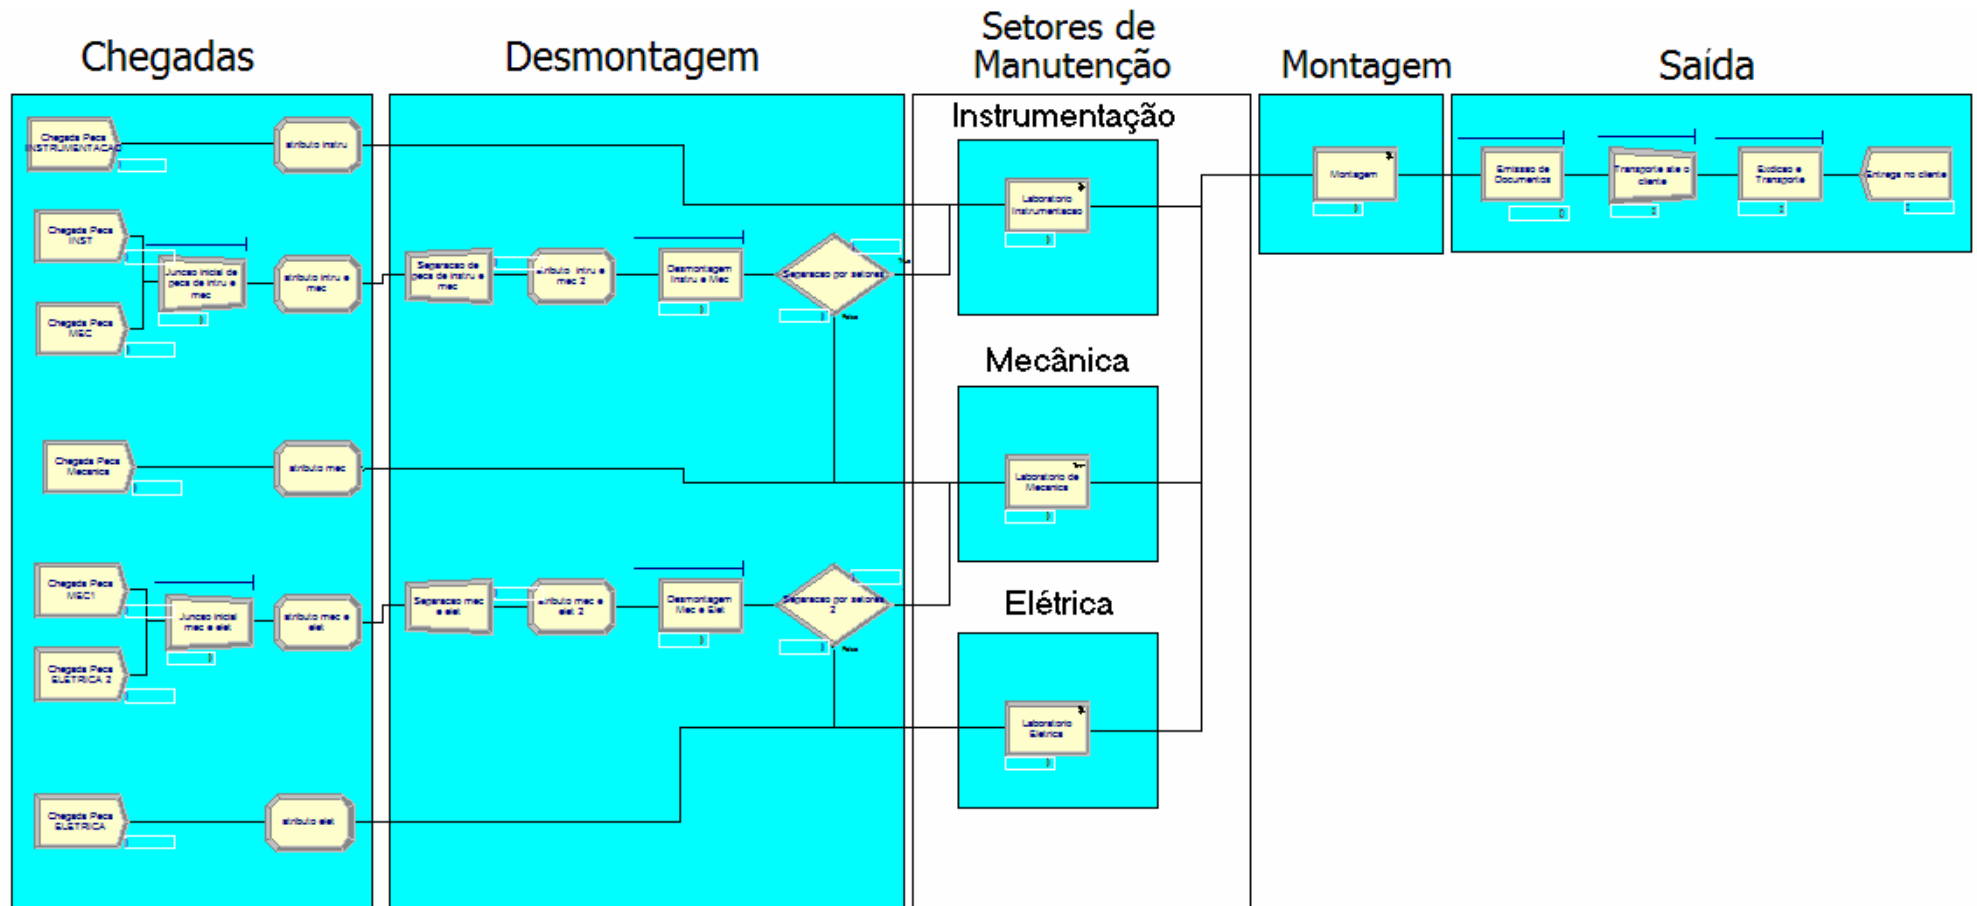 Chegadas
Desmontagem
Setores de
Manutenção
Montagem
Saída
Chegada Peca
INSTRUMENTACAO
atributo instru
Chegada Peca
INST
Juncao inicial de
peca de intru e
mec
atributo intru e
mec
Chegada Peca
MEC
Chegada Peca
Mecanica
atributo mec
Chegada Peca
MEC1
Juncao inicial
mec e elet
atributo mec e
elet
Chegada Peca
ELETRICA 2
Chegada Peca
ELETRICA
atributo elet
Separacao de
peca de instru e
mec
atributo intru e
mec 2
Desmontagem
Instru e Mec
Separacao por setores
True
False
Separacao mec
e elet
atributo mec e
elet 2
Desmontagem
Mec e Elet
Separacao por setores
2
False
Instrumentação
Laboratorio
Instrumentacao
Mecânica
Laboratorio de
Mecanica
Elétrica
Laboratorio
Eletrica
Montagem
Emissao de
Documentos
Transporte ate o
cliente
Exdicao e
Transporte
Entrega no cliente